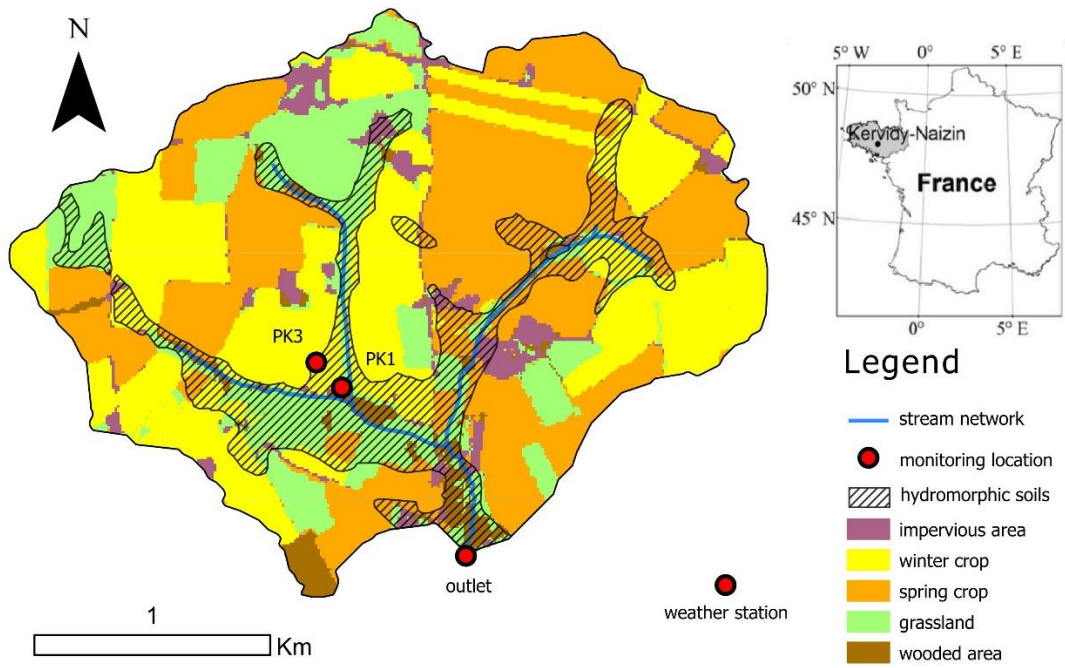 N
PK3
PK1
outlet
weather station
1
Km
5° W 0° 5° E
50° N
Kervidy-Naizin
France
45° N
0° 5° E
Legend
stream network
monitoring location
hydromorphic soils
impervious area
winter crop
spring crop
grassland
wooded area